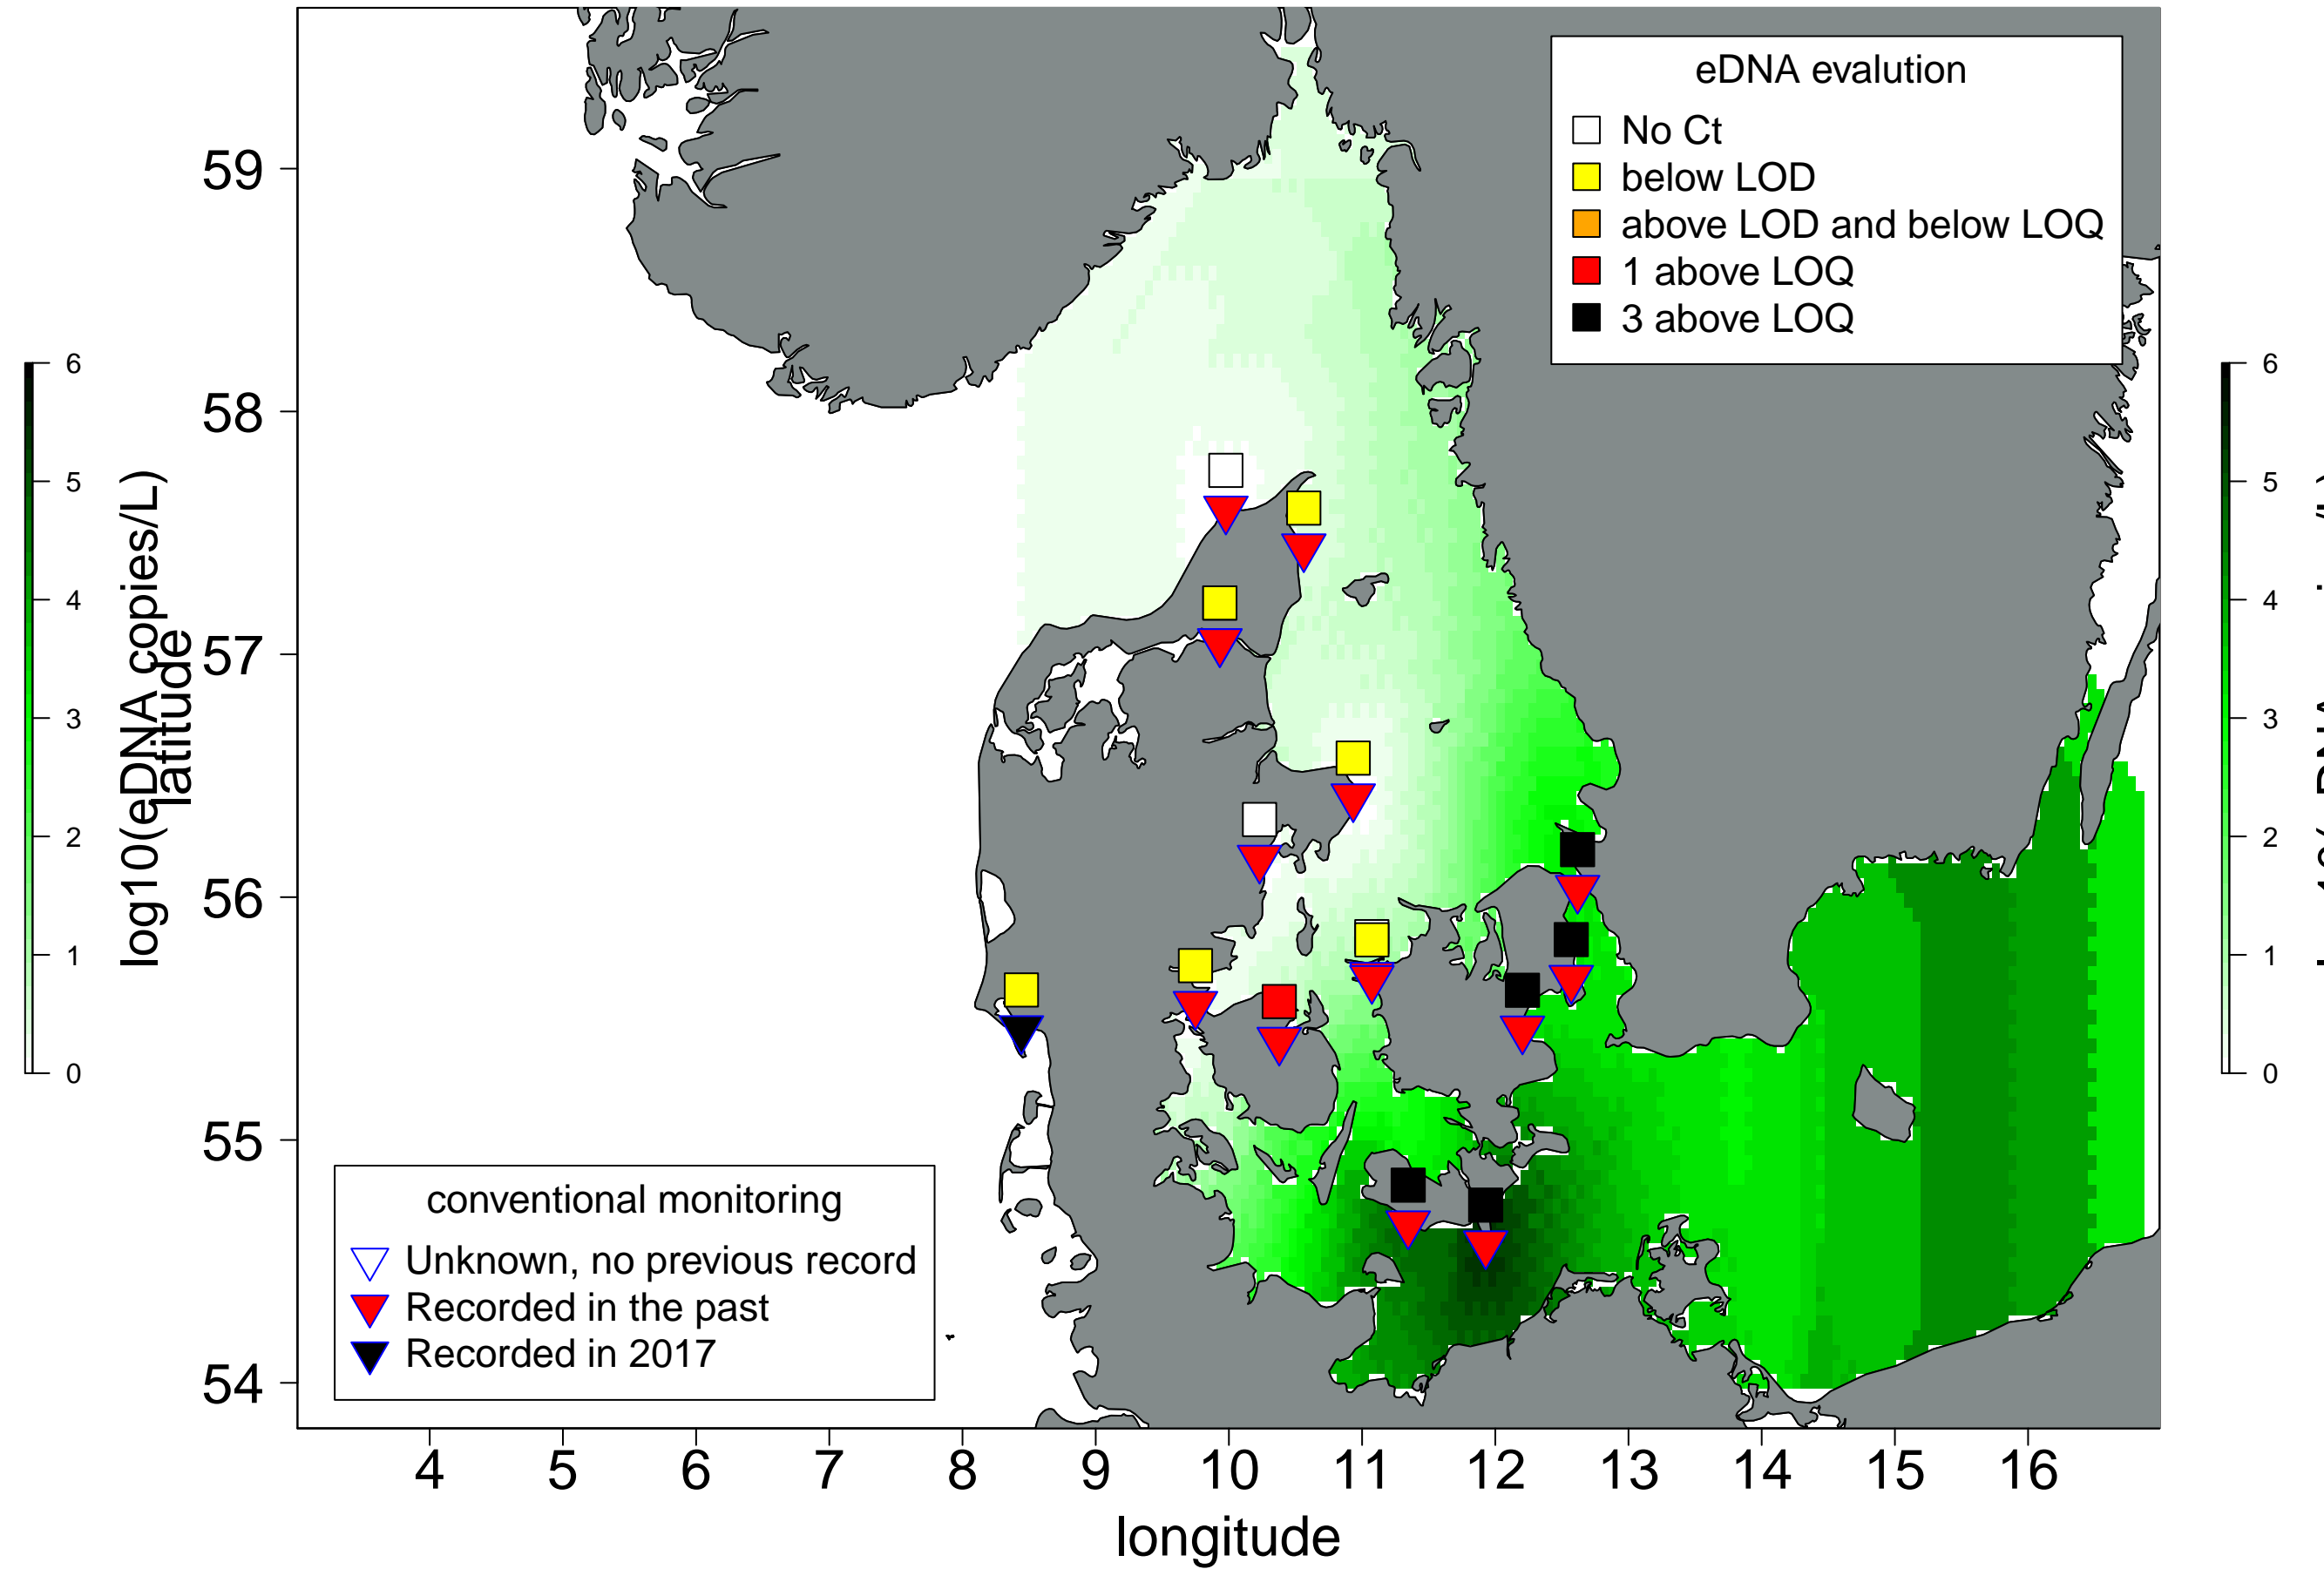 eDNA evalution
No Ct
below LOD
above LOD and below LOQ
1 above LOQ
3 above LOQ
59
58
57
56
55
54
latitude
log10(eDNA copies/L)
6
5
4
3
2
1
0
6
5
4
3
2
1
0
conventional monitoring
Unknown, no previous record
Recorded in the past
Recorded in 2017
4 5 6 7 8 9 10 11 12 13 14 15 16
longitude